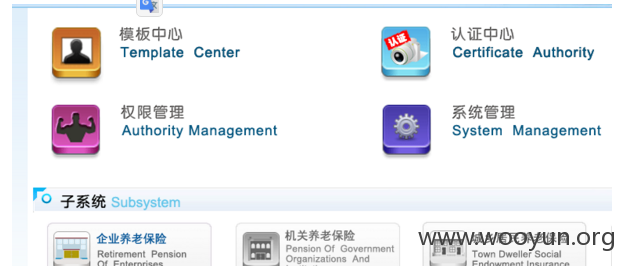 模板中心
Template Center
认证中心
认证
Certificate Authority
权限管理
Authority Management
系统管理
System Management
子系统 Subsystem
企业养老保险
Retirement Pension
Of Enterprises
机关养老保险
Pension Of Government
Organizations And
www.wooyun.org
Town Dweller Social
Endowment Insurance